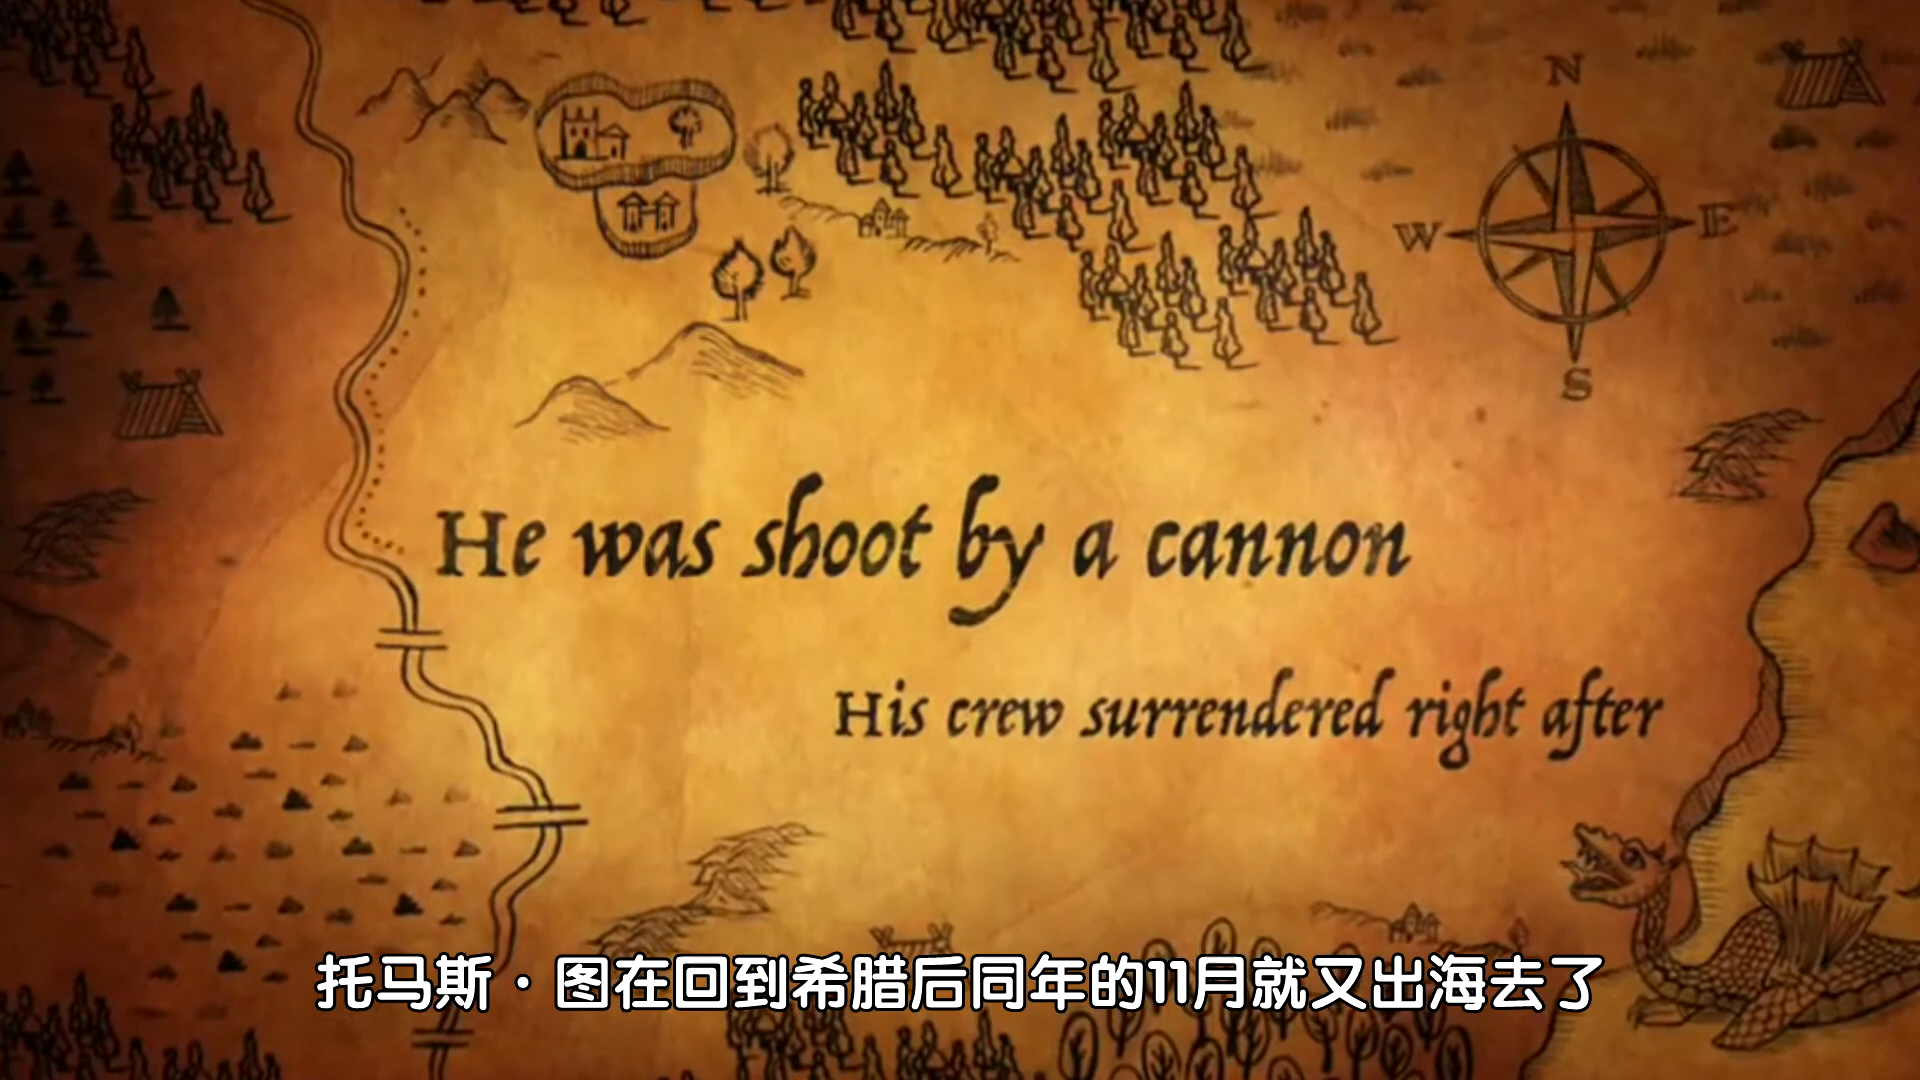 N
W
E
S
He was shoot by a cannon
His crew surrendered right after
托马斯·图在回到希腊后同年的11月就又出海去了